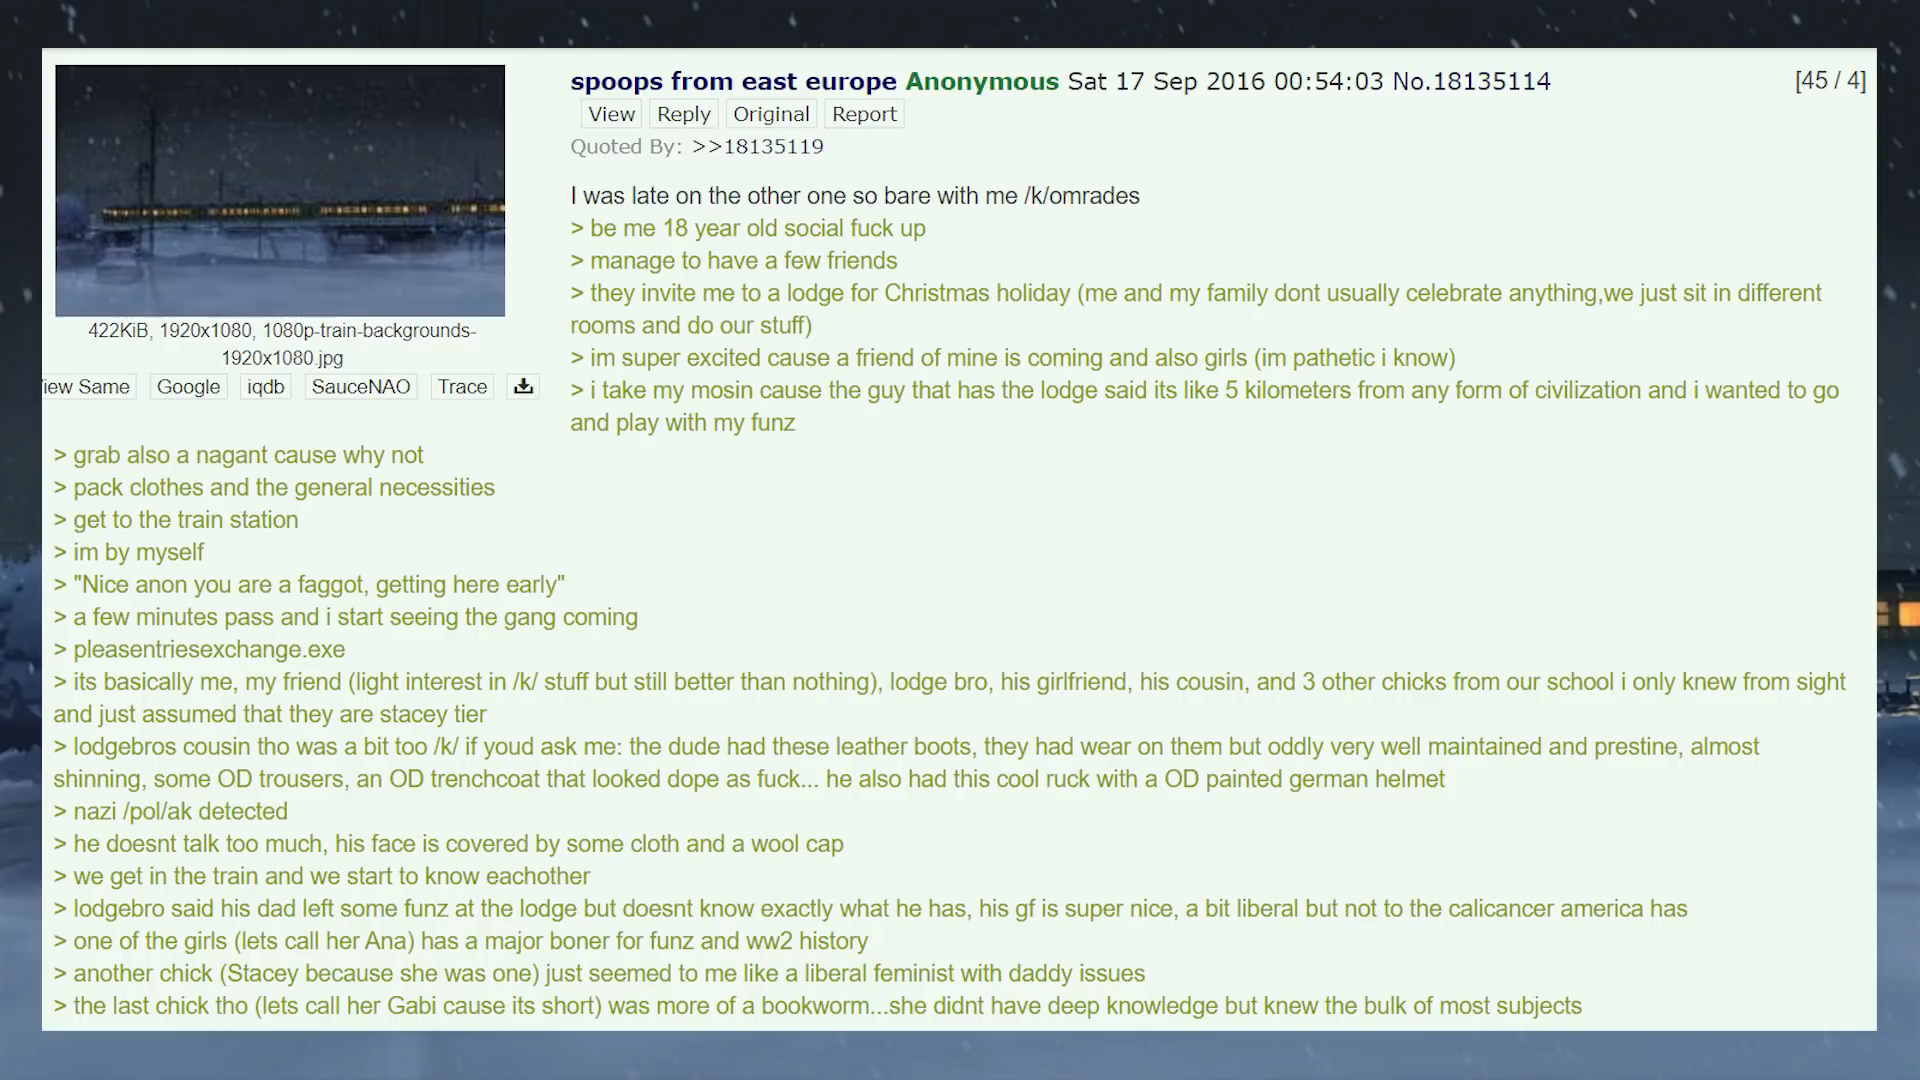 spoops from east europe Anonymous Sat 17 Sep 2016 00:54:03 No.18135114
[45 / 4]
View Reply Original Report
Quoted By: >>18135119
422KiB, 1920x1080, 1080p-train-backgrounds-
1920x1080.jpg
iew Same Google iqdb SauceNAO Trace
I was late on the other one so bare with me /k/omrades
> be me 18 year old social fuck up
> manage to have a few friends
> they invite me to a lodge for Christmas holiday (me and my family dont usually celebrate anything,we just sit in different
rooms and do our stuff)
> im super excited cause a friend of mine is coming and also girls (im pathetic i know)
> i take my mosin cause the guy that has the lodge said its like 5 kilometers from any form of civilization and i wanted to go
and play with my funz
> grab also a nagant cause why not
> pack clothes and the general necessities
> get to the train station
> im by myself
> "Nice anon you are a faggot, getting here early"
> a few minutes pass and i start seeing the gang coming
> pleasentriesexchange.exe
> its basically me, my friend (light interest in /k/ stuff but still better than nothing), lodge bro, his girlfriend, his cousin, and 3 other chicks from our school i only knew from sight
and just assumed that they are stacey tier
> lodgebros cousin tho was a bit too /k/ if youd ask me: the dude had these leather boots, they had wear on them but oddly very well maintained and prestine, almost
shinning, some OD trousers, an OD trenchcoat that looked dope as fuck... he also had this cool ruck with a OD painted german helmet
> nazi /pol/ak detected
> he doesnt talk too much, his face is covered by some cloth and a wool cap
> we get in the train and we start to know eachother
> lodgebro said his dad left some funz at the lodge but doesnt know exactly what he has, his gf is super nice, a bit liberal but not to the calicancer america has
> one of the girls (lets call her Ana) has a major boner for funz and ww2 history
> another chick (Stacey because she was one) just seemed to me like a liberal feminist with daddy issues
> the last chick tho (lets call her Gabi cause its short) was more of a bookworm...she didnt have deep knowledge but knew the bulk of most subjects